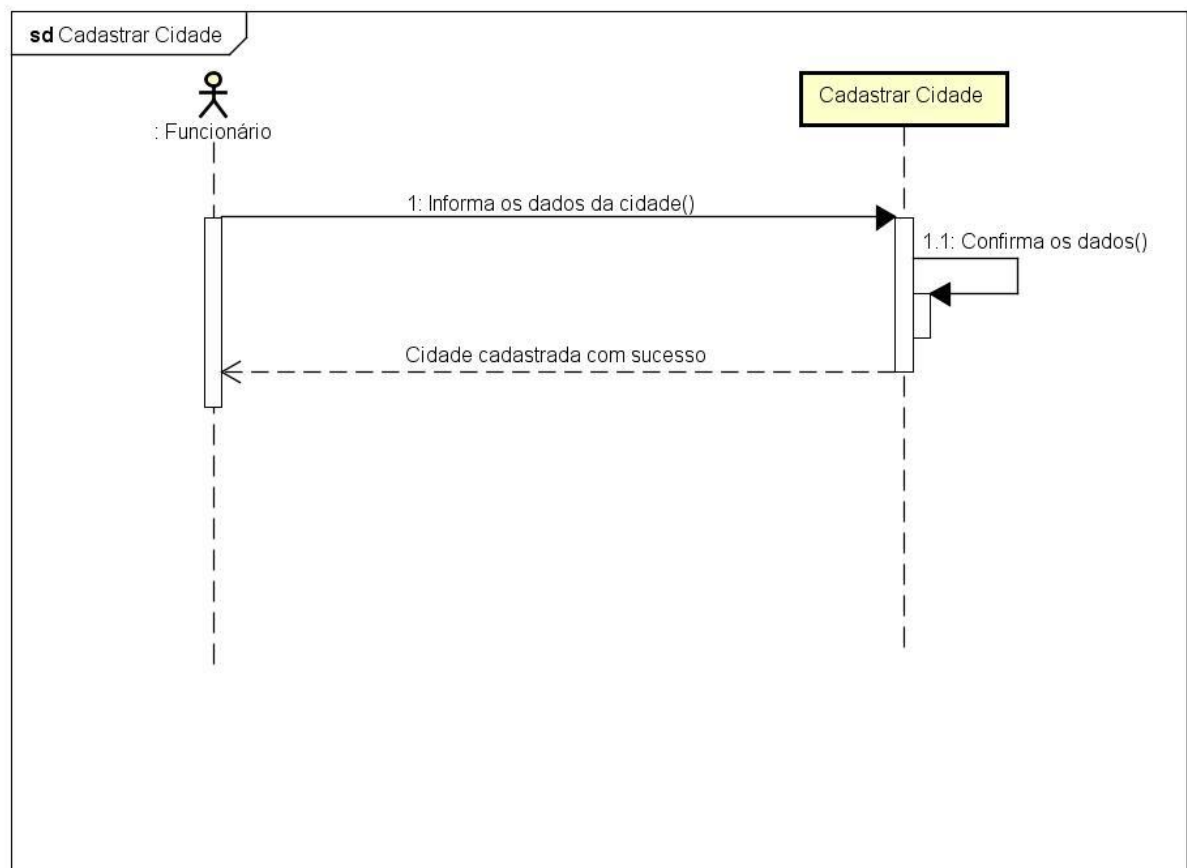 sd Cadastrar Cidade
: Funcionário
Cadastrar Cidade
1: Informa os dados da cidade()
1.1: Confirma os dados()
Cidade cadastrada com sucesso